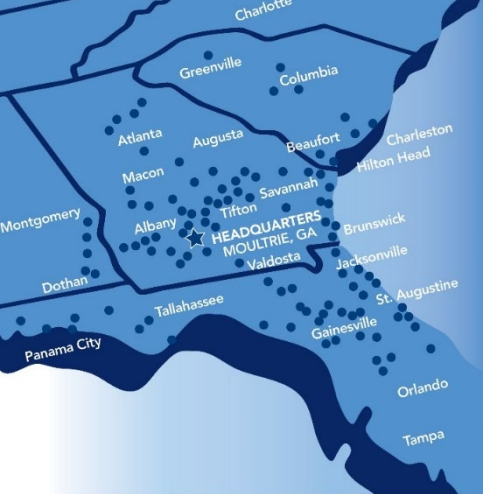 Charlotte
Greenville
Columbia
Atlanta
Augusta
Beaufort
Charleston
Hilton Head
Macon
Savannah
Montgomery
Albany
Tifton
HEADQUARTERS
MOULTRIE, GA
Brunswick
Valdosta
Jacksonville
Dothan
Tallahassee
St. Augustine
Gainesville
Panama City
Orlando
Tampa